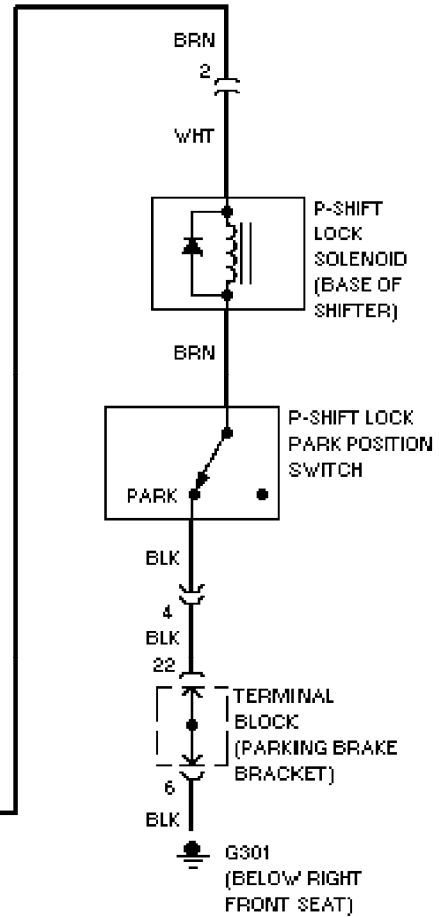 BRN
2
WHT
P-SHIFT
LOCK
SOLENOID
(BASE OF
SHIFTER)
BRN
P-SHIFT LOCK
PARK POSITION
SWITCH
PARK
BLK
4
BLK
22
TERMINAL
BLOCK
(PARKING BRAKE
BRACKET)
6
BLK
G301
(BELOW RIGHT
FRONT SEAT)